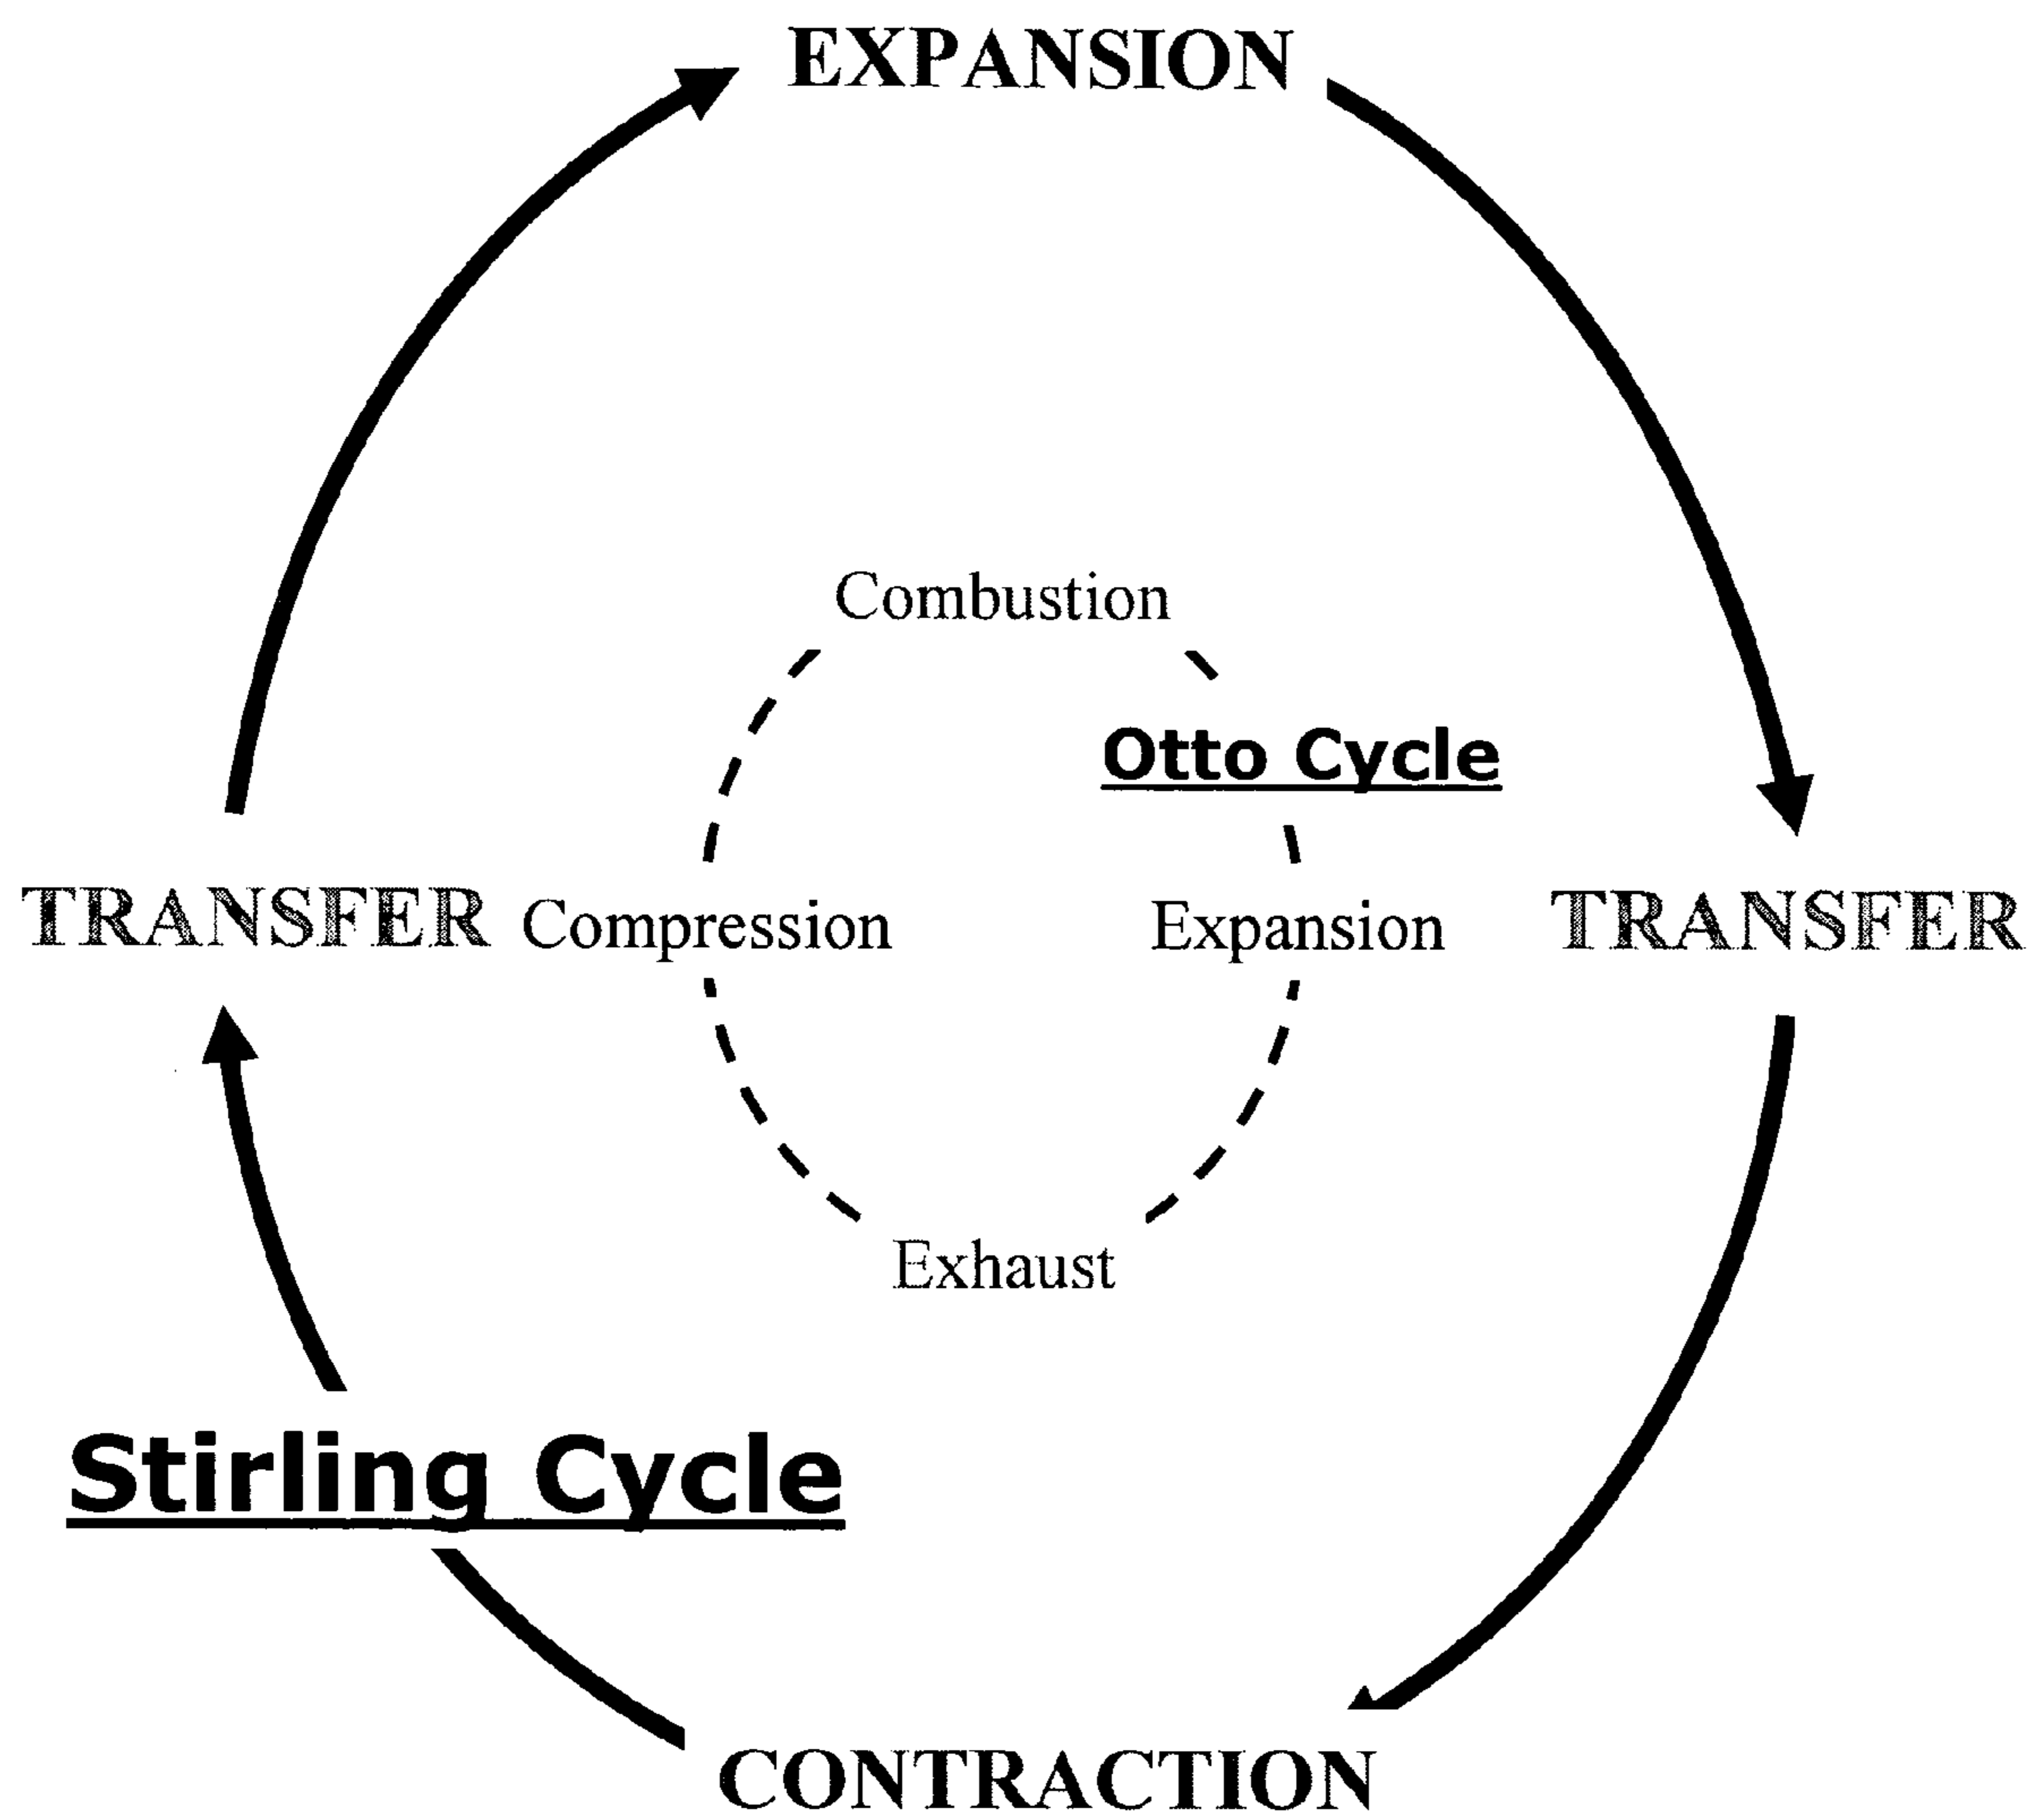 EXPANSION
Combustion
Otto Cycle
TRANSFER
Compression
Expansion
TRANSFER
Exhaust
Stirling Cycle
CONTRACTION